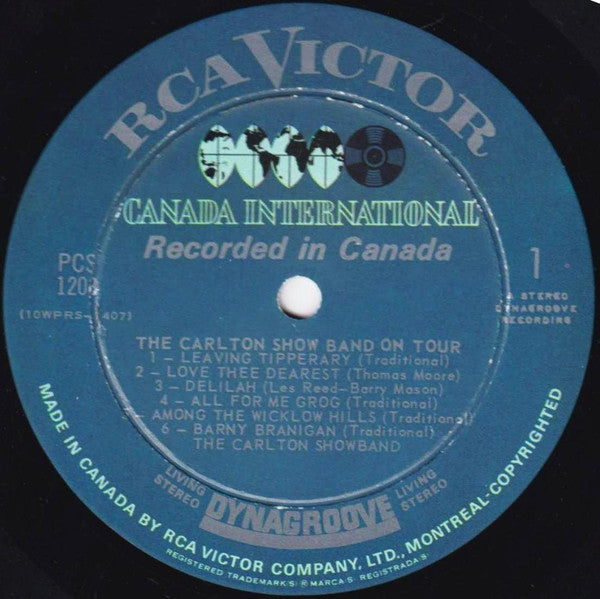 RCA VICTOR
CANADA INTERNATIONAL
Recorded in Canada
PCS
1
STEREO
DYNAGROOVE
RECORDING
THE CARLTON SHOW BAND ON TOUR
1 – LEAVING TIPPERARY (Traditional)
2 – LOVE THEE DEAREST (Thomas Moore)
3 – DELILAH (Les Reed–Barry Mason)
4 – ALL FOR ME GROG (Traditional)
AMONG THE WICKLOW HILLS (Traditional)
6 – BARNY BRANIGAN (Traditional)
THE CARLTON SHOWBAND
LIVING STEREO
DYNAGROOVE
LIVING STEREO
MADE IN CANADA BY RCA VICTOR COMPANY, LTD., MONTREAL-COPYRIGHTED
REGISTERED TRADEMARK(S) ® MARCA(S) REGISTRADA(S)